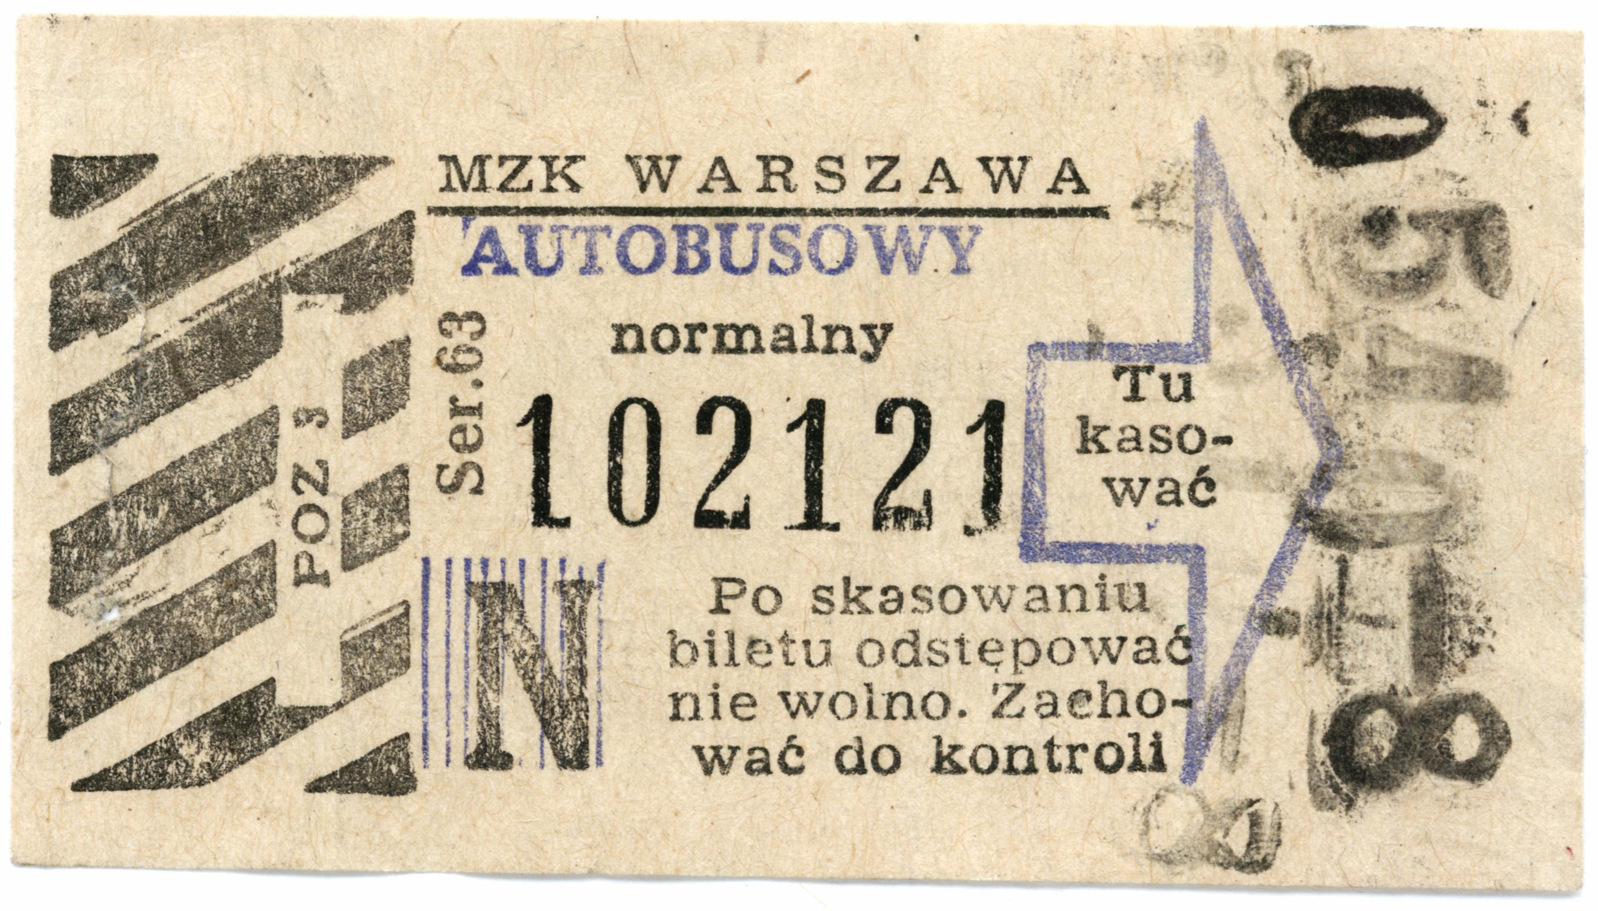 MZK WARSZAWA
AUTOBUSOWY
normalny
Ser.63
102121
POZ 3
Tu
kaso-
wać
N
Po skasowaniu
biletu odstępować
nie wolno. Zacho-
wać do kontroli